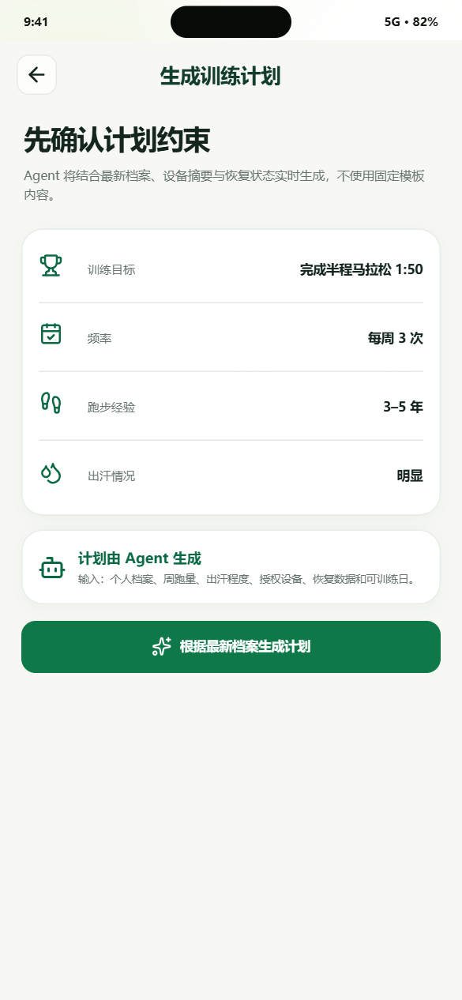 9:41
5G • 82%
生成训练计划
先确认计划约束
Agent 将结合最新档案、设备摘要与恢复状态实时生成，不使用固定模板
内容。
训练目标
完成半程马拉松 1:50
频率
每周 3 次
跑步经验
3–5 年
出汗情况
明显
计划由 Agent 生成
输入：个人档案、周跑量、出汗程度、授权设备、恢复数据和可训练日。
根据最新档案生成计划